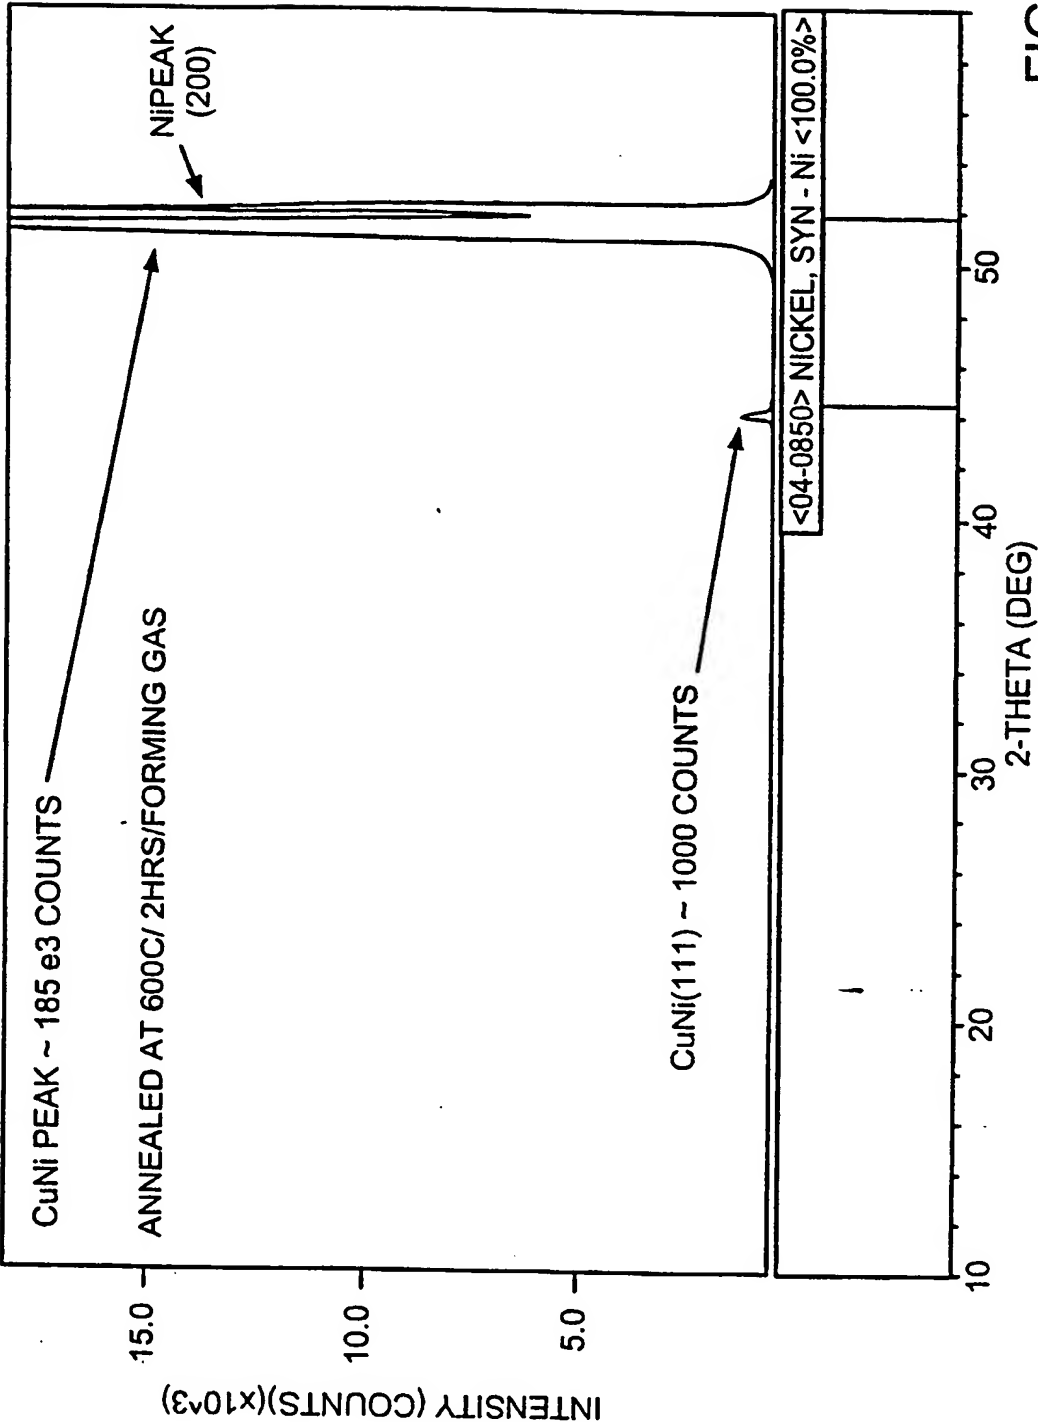 CuNi PEAK ~ 185 e3 COUNTS
ANNEALED AT 600C/ 2HRS/FORMING GAS
NiPEAK
(200)
CuNi(111) ~ 1000 COUNTS
<04-0850> NICKEL, SYN - Ni <100.0%>
INTENSITY (COUNTS)(x10^3)
15.0
10.0
5.0
10
20
30
40
50
2-THETA (DEG)